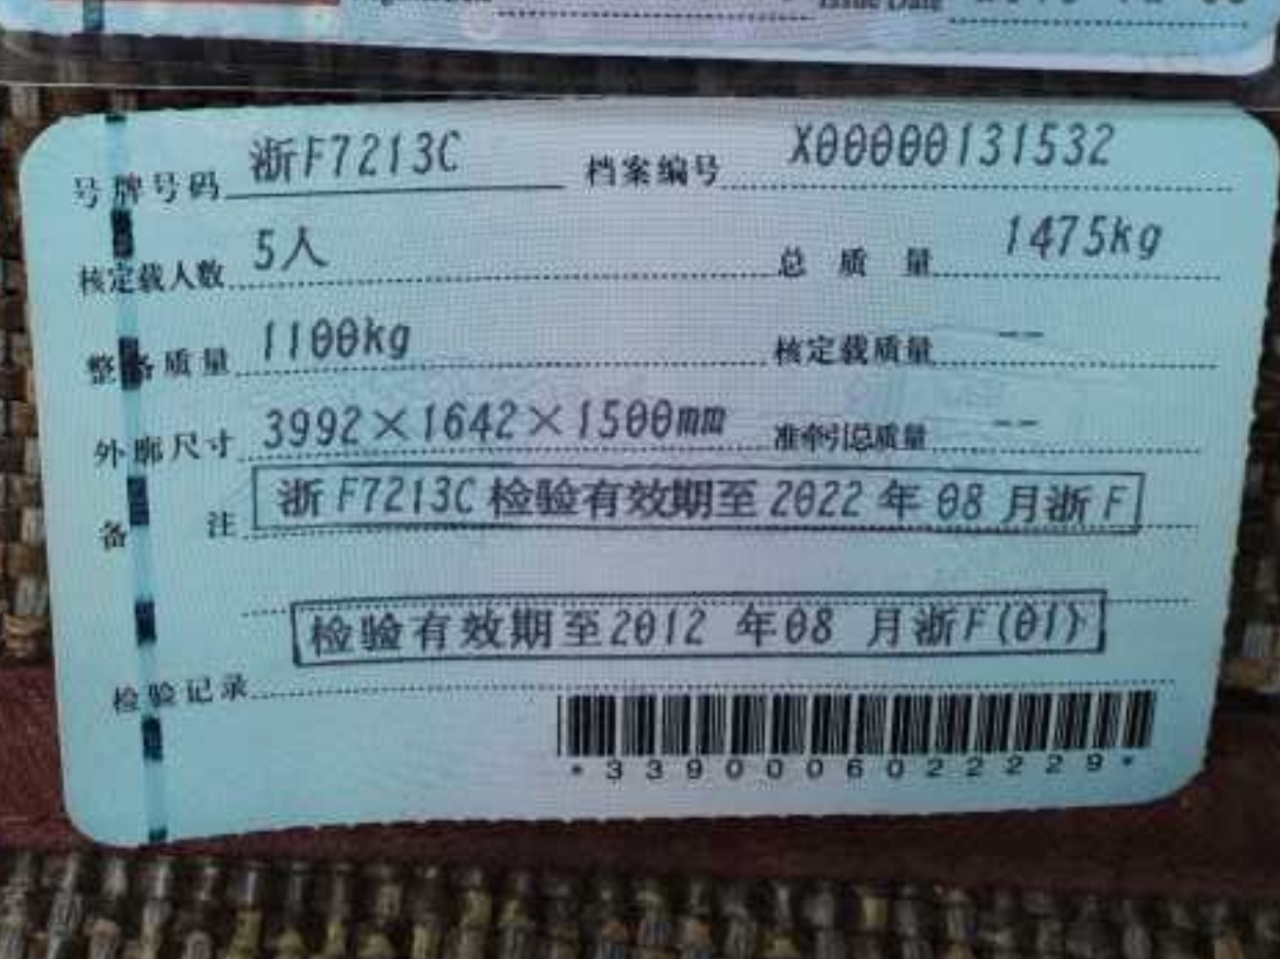 Issue Date
号牌号码 浙F7213C 档案编号 X00000131532
核定载人数 5人 总质量 1475kg
整备质量 1100kg 核定载质量 --
外廓尺寸 3992×1642×1500mm 准牵引总质量 --
备注 浙F7213C检验有效期至2022年08月浙F
检验有效期至2012年08月浙F(01)
检验记录
*3390006022229*